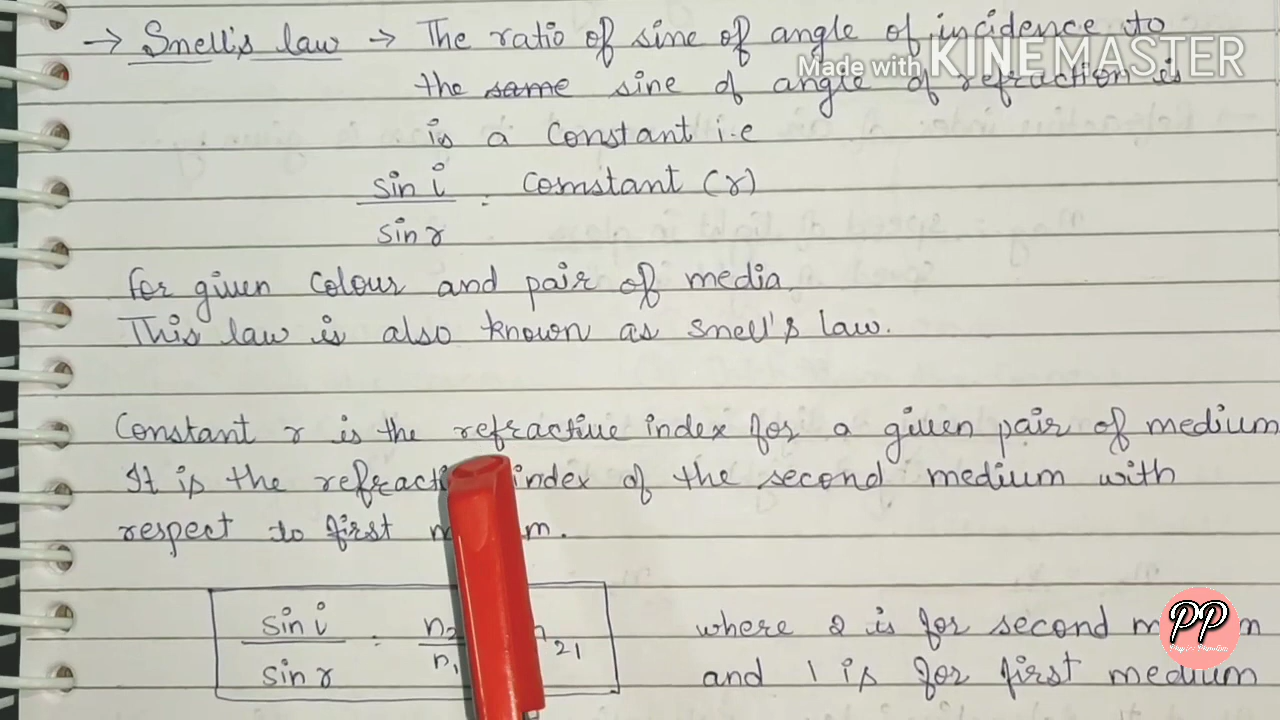 → Snell's law → The ratio of sine of angle of incidence to
Made with KINEMASTER
the same sine of angle of refraction is
is a Constant i.e
sin i / sin r = Constant (r)
for given Colour and pair of media.
This law is also known as snell's law.
Constant r is the refractive index for a given pair of medium
It is the refracti index of the second medium with
respect to first m m.
sin i / sin r = n2 / n1 21
where 2 is for second m m
and 1 is for first medium
PP